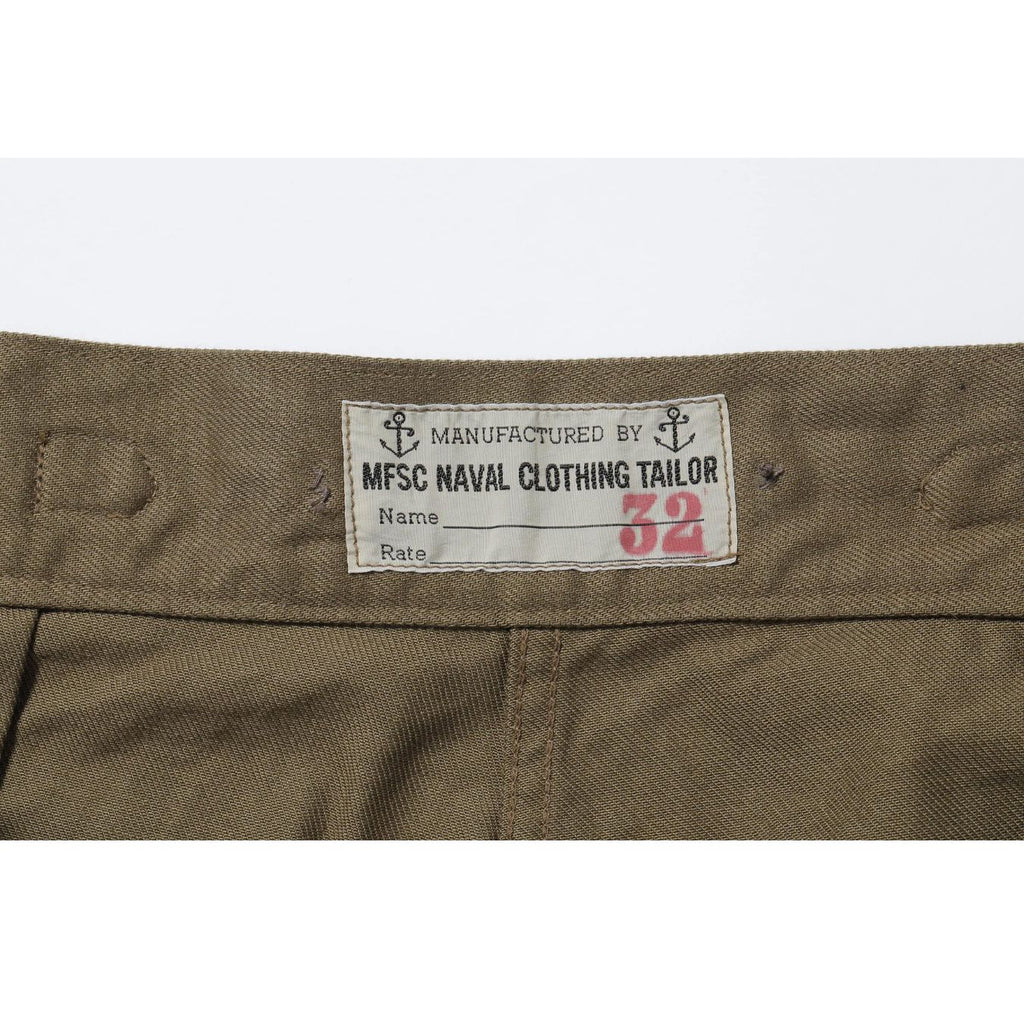 MANUFACTURED BY
MFSC NAVAL CLOTHING TAILOR
Name
32
Rate